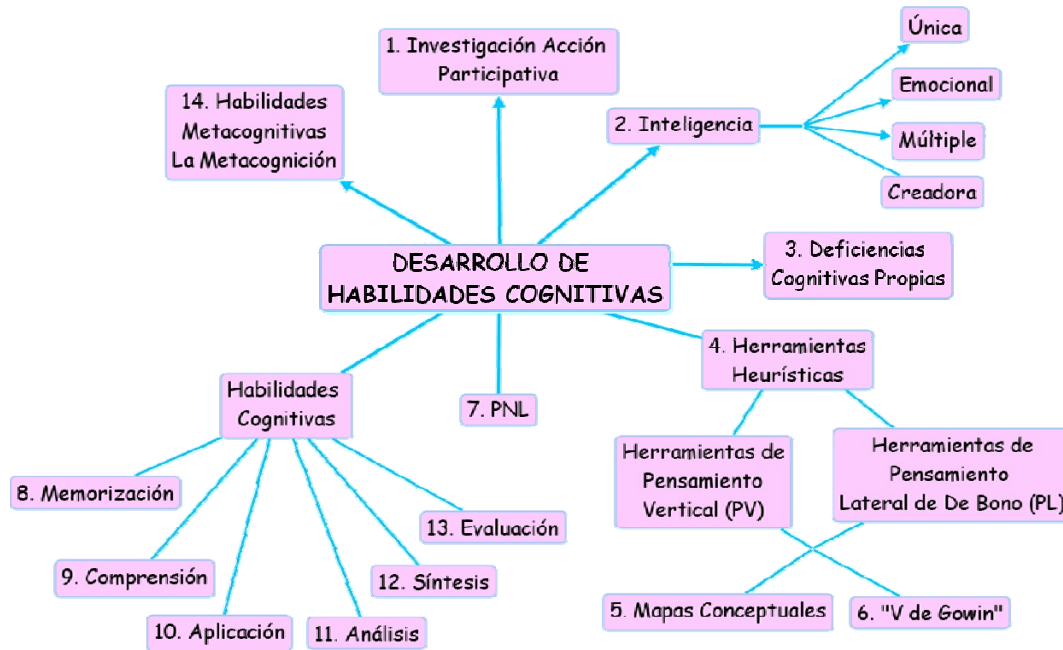 1. Investigación Acción
Participativa
Única
Emocional
2. Inteligencia
Múltiple
Creadora
14. Habilidades
Metacognitivas
La Metacognición
DESARROLLO DE
HABILIDADES COGNITIVAS
3. Deficiencias
Cognitivas Propias
4. Herramientas
Heurísticas
Habilidades
Cognitivas
7. PNL
Herramientas de
Pensamiento
Vertical (PV)
Herramientas de
Pensamiento
Lateral de De Bono (PL)
8. Memorización
9. Comprensión
10. Aplicación
11. Análisis
12. Síntesis
13. Evaluación
5. Mapas Conceptuales
6. "V de Gowin"